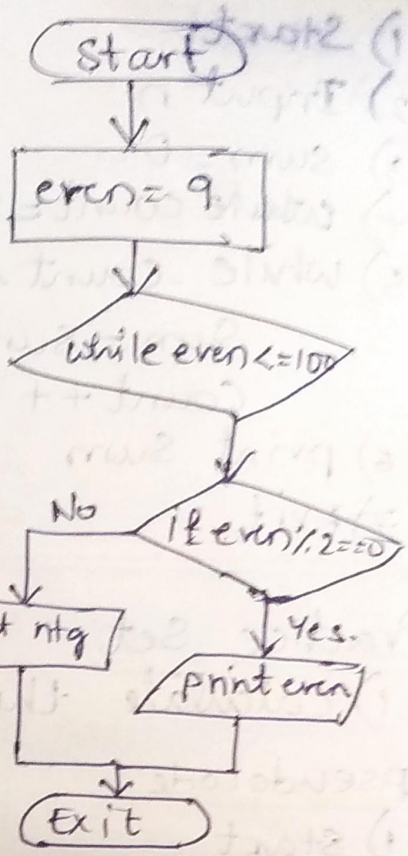 Start
even = 9
while even <= 100
if even % 2 == 0
No
Yes.
ntg
print even
Exit